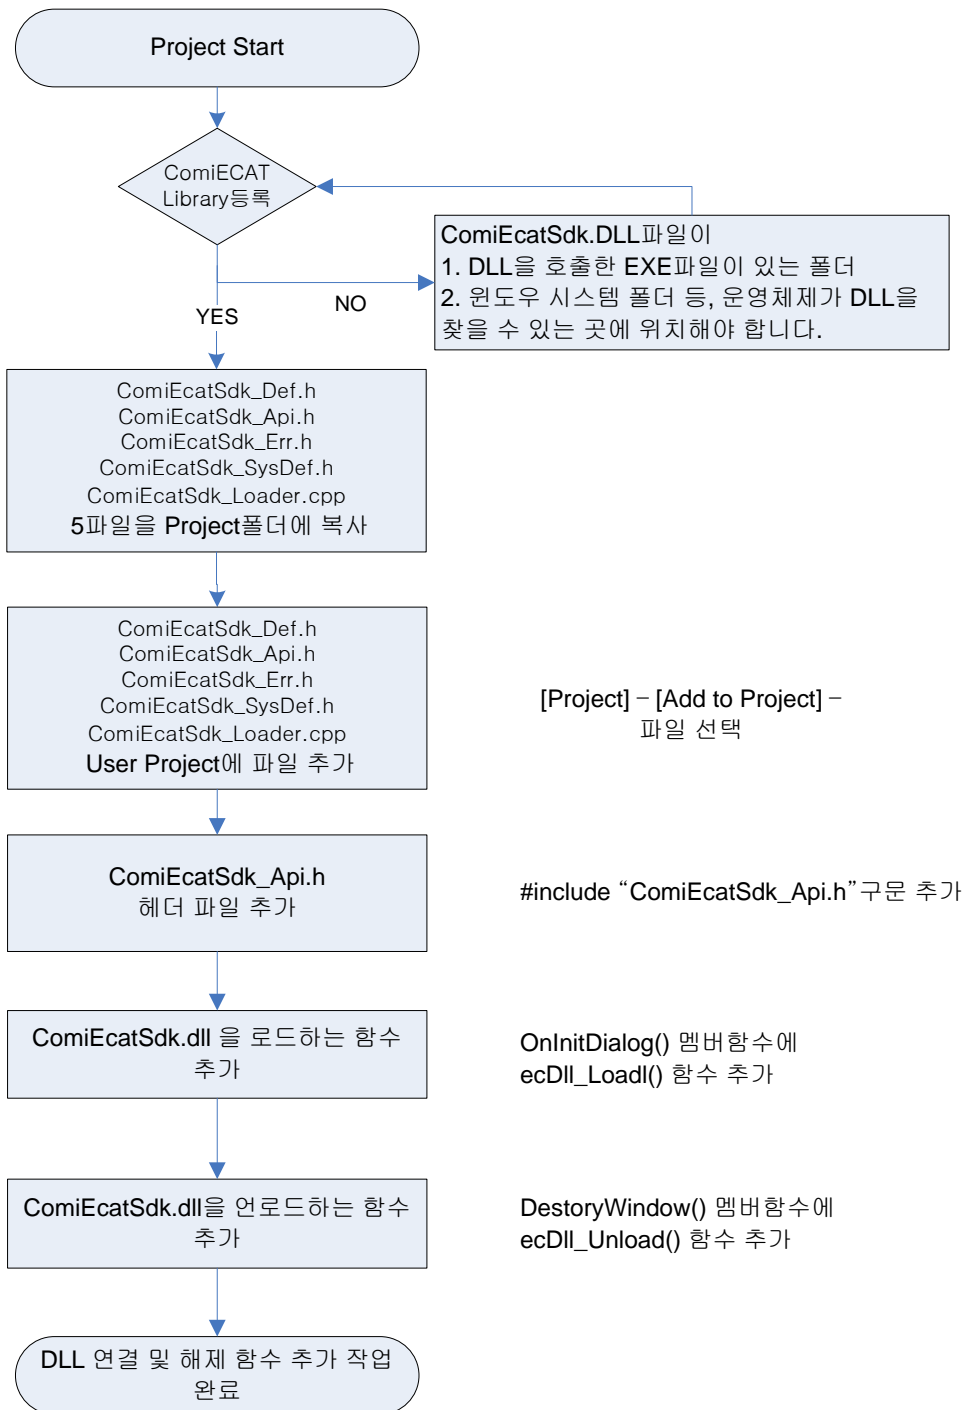 Project Start
ComiECAT
Library등록
ComiEcatSdk.DLL파일이
1. DLL을 호출한 EXE파일이 있는 폴더
2. 윈도우 시스템 폴더 등, 운영체제가 DLL을
찾을 수 있는 곳에 위치해야 합니다.
NO
YES
ComiEcatSdk_Def.h
ComiEcatSdk_Api.h
ComiEcatSdk_Err.h
ComiEcatSdk_SysDef.h
ComiEcatSdk_Loader.cpp
5파일을 Project폴더에 복사
ComiEcatSdk_Def.h
ComiEcatSdk_Api.h
ComiEcatSdk_Err.h
ComiEcatSdk_SysDef.h
ComiEcatSdk_Loader.cpp
User Project에 파일 추가
[Project] – [Add to Project] –
파일 선택
ComiEcatSdk_Api.h
헤더 파일 추가
#include “ComiEcatSdk_Api.h”구문 추가
ComiEcatSdk.dll 을 로드하는 함수
추가
OnInitDialog() 멤버함수에
ecDll_Loadl() 함수 추가
ComiEcatSdk.dll을 언로드하는 함수
추가
DestoryWindow() 멤버함수에
ecDll_Unload() 함수 추가
DLL 연결 및 해제 함수 추가 작업
완료